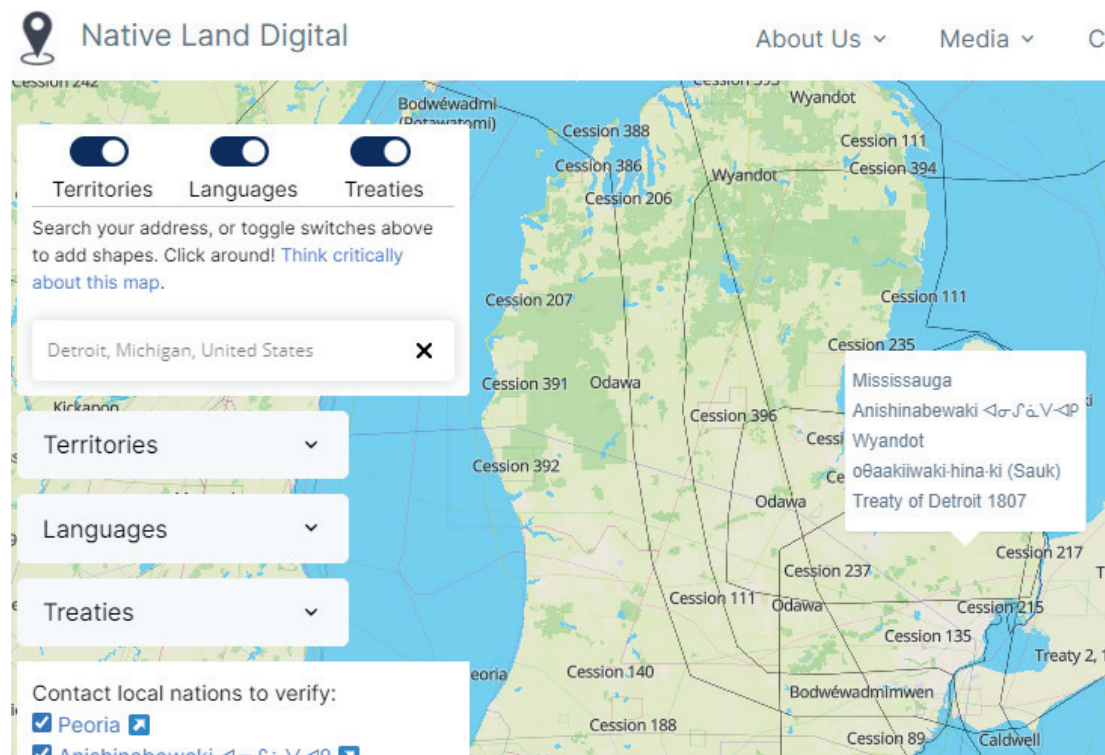 Native Land Digital
About Us
Media
C
Cession 242
Bodwéwadmi
(Potawatomi)
Wyandot
Cession 388
Cession 111
Territories
Languages
Treaties
Cession 386
Wyandot
Cession 394
Cession 206
Search your address, or toggle switches above
to add shapes. Click around! Think critically
about this map.
Cession 207
Cession 111
Detroit, Michigan, United States
Cession 235
Cession 391
Odawa
Mississauga
Anishinabewaki ᐊᓂᔑᓈᐯᐗᑭ
Wyandot
oθaakiiwaki·hina·ki (Sauk)
Treaty of Detroit 1807
Kickapoo
Cession 396
Territories
Cession 392
Odawa
Languages
Cession 217
Cession 237
Treaties
Cession 111
Odawa
Cession 215
Cession 135
Treaty 2,
Contact local nations to verify:
Peoria
eoria
Cession 140
Bodwéwadmimwen
Anishinabewaki ᐊᓂᔑᓈᐯᐗᑭ
Cession 188
Cession 89
Caldwell